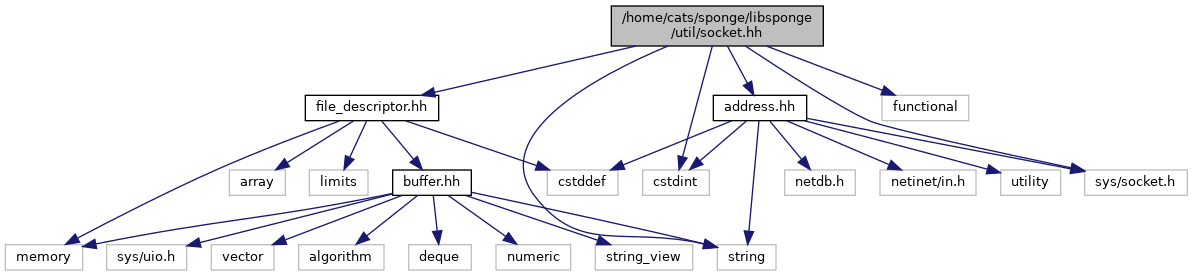 /home/cats/sponge/libsponge
/util/socket.hh
file_descriptor.hh
address.hh
functional
array
limits
buffer.hh
cstddef
cstdint
netdb.h
netinet/in.h
utility
sys/socket.h
memory
sys/uio.h
vector
algorithm
deque
numeric
string_view
string